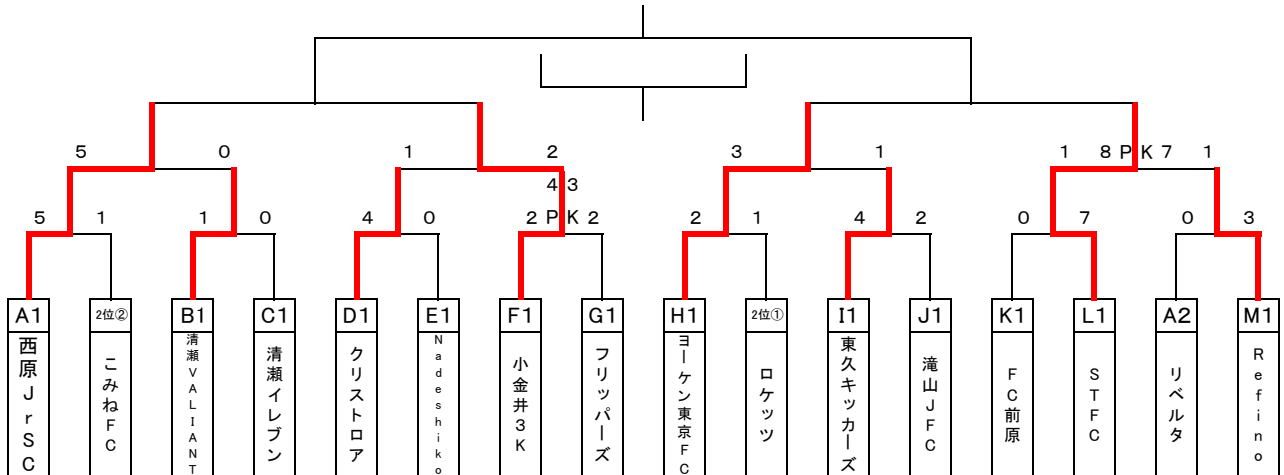 5 0 1 2 3 1 1 8PK7 1
4 3
5 1 1 0 4 0 2PK2 2 1 4 2 0 7 0 3
A1 2位② B1 C1 D1 E1 F1 G1 H1 2位① I1 J1 K1 L1 A2 M1
西原JrSC
こみねFC
清瀬VALIANT
清瀬イレブン
クリストロア
Nadeshiko
小金井3K
フリッパーズ
ヨーケン東京FC
ロケッツ
東久キッカーズ
滝山JFC
FC前原
STFC
リベルタ
Refino